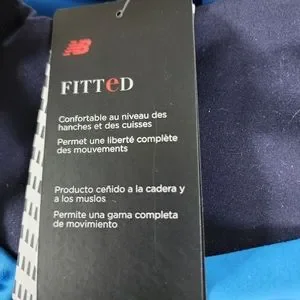 NB
FITTeD
Confortable au niveau des
hanches et des cuisses
Permet une liberté complète
des mouvements
Producto ceñido a la cadera y
a los muslos
Permite una gama completa
de movimiento